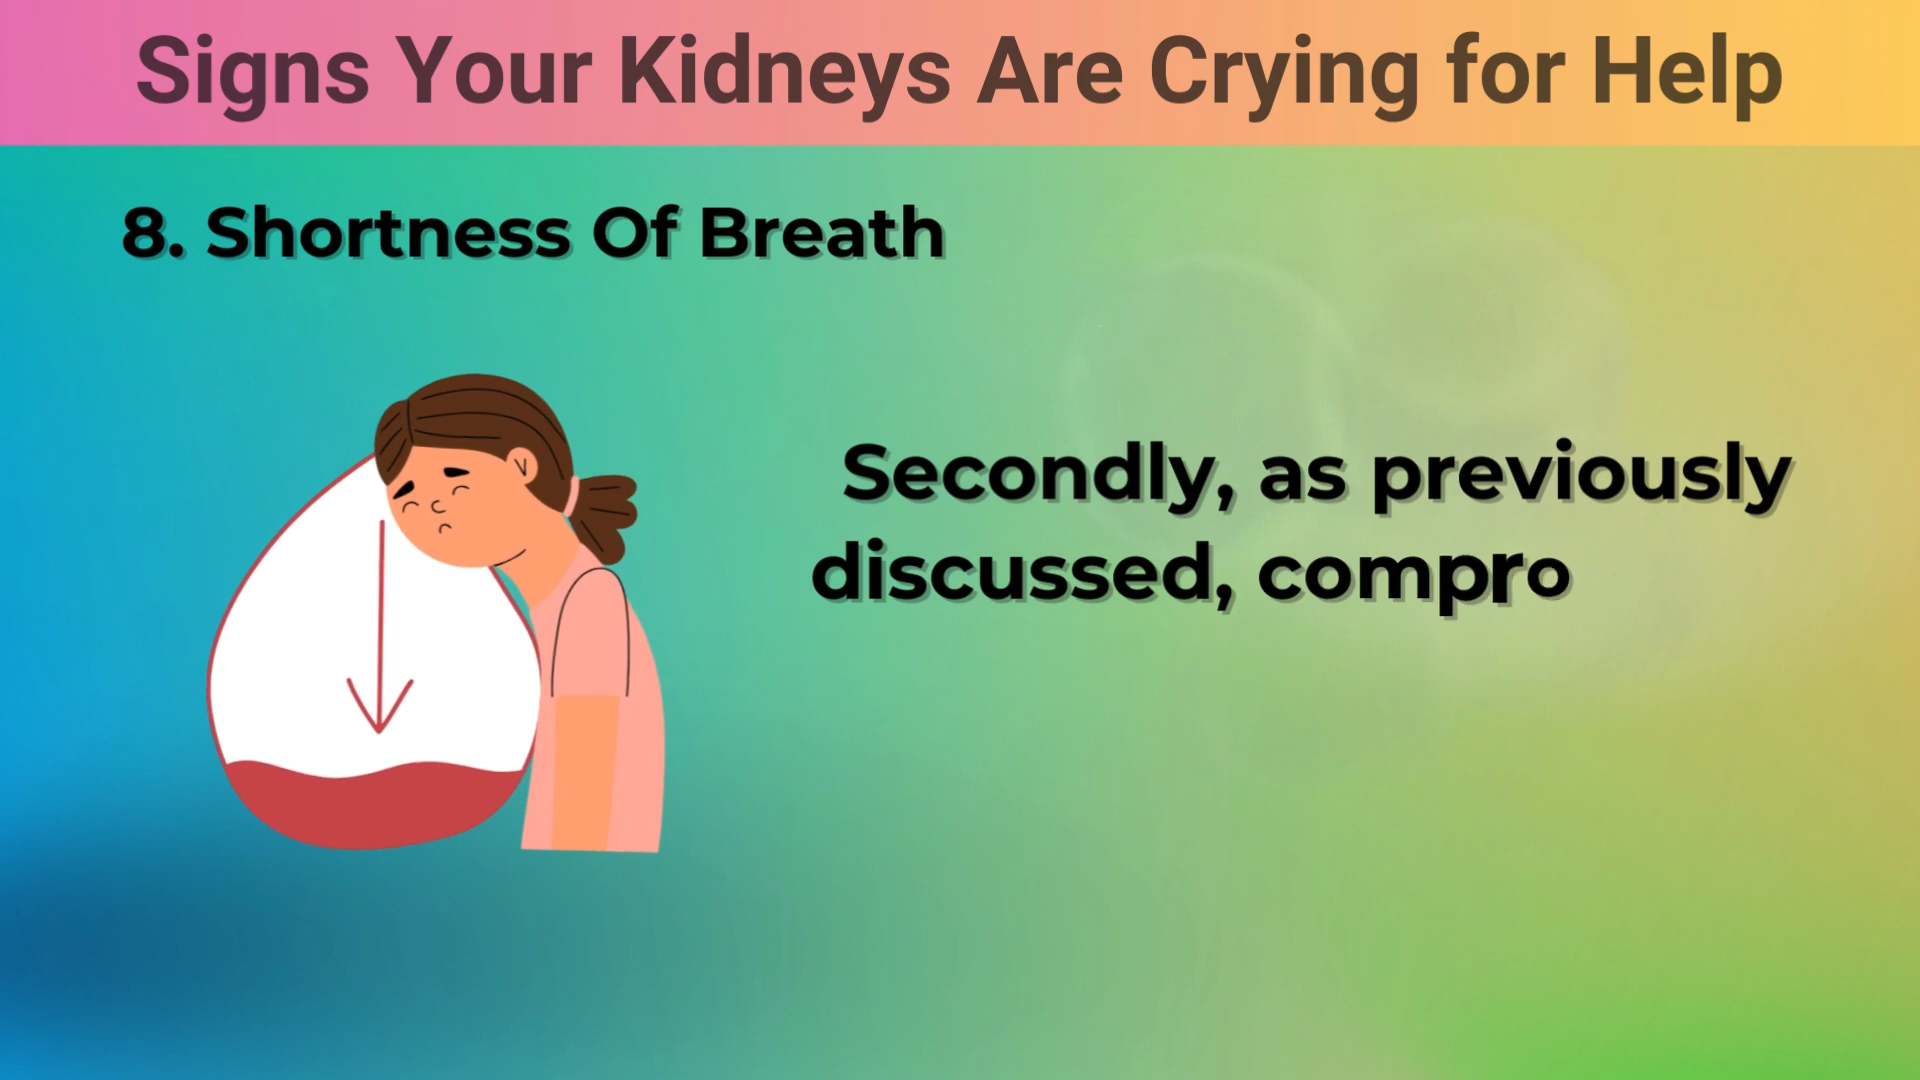 Signs Your Kidneys Are Crying for Help
8. Shortness Of Breath
Secondly, as previously
discussed, compro